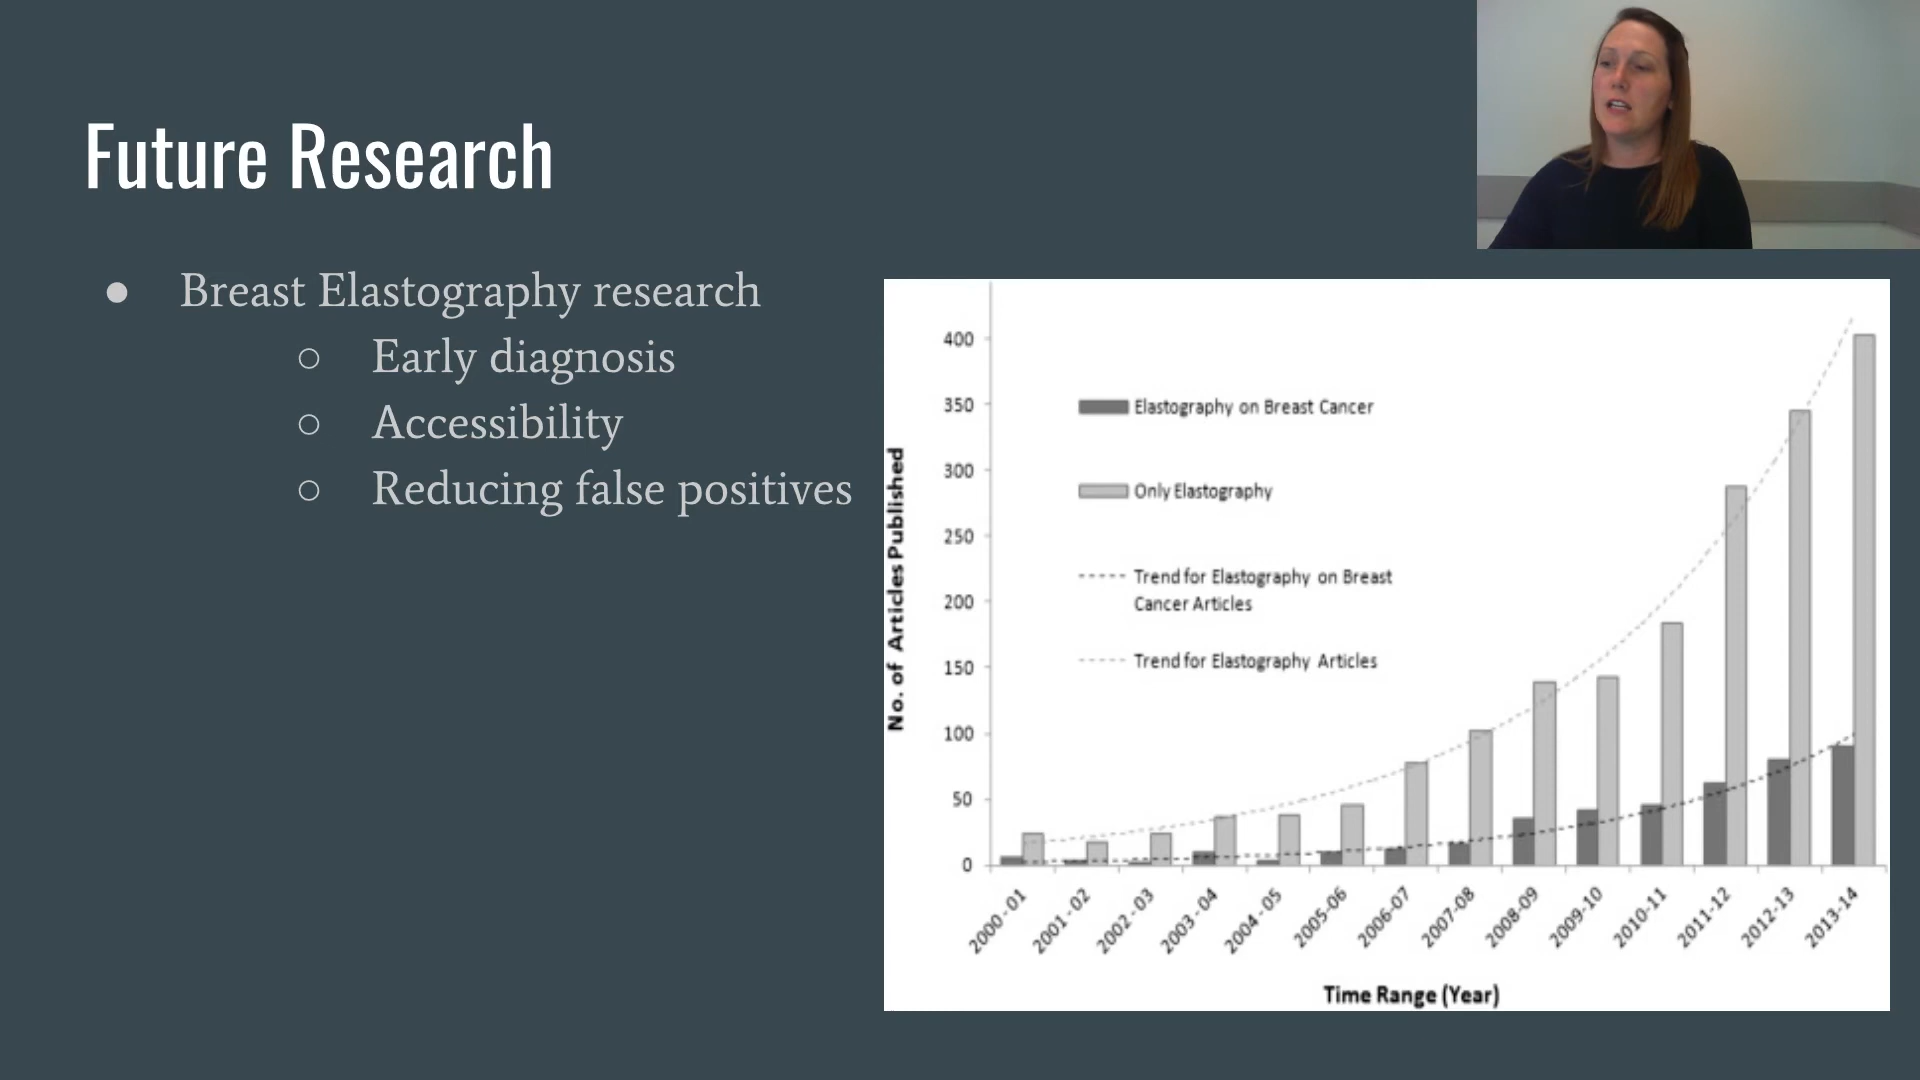 Future Research
● Breast Elastography research
○ Early diagnosis
○ Accessibility
○ Reducing false positives
No. of Articles Published
400
350
300
250
200
150
100
50
0
Elastography on Breast Cancer
Only Elastography
Trend for Elastography on Breast
Cancer Articles
Trend for Elastography Articles
2000-01
2001-02
2002-03
2003-04
2004-05
2005-06
2006-07
2007-08
2008-09
2009-10
2010-11
2011-12
2012-13
2013-14
Time Range (Year)